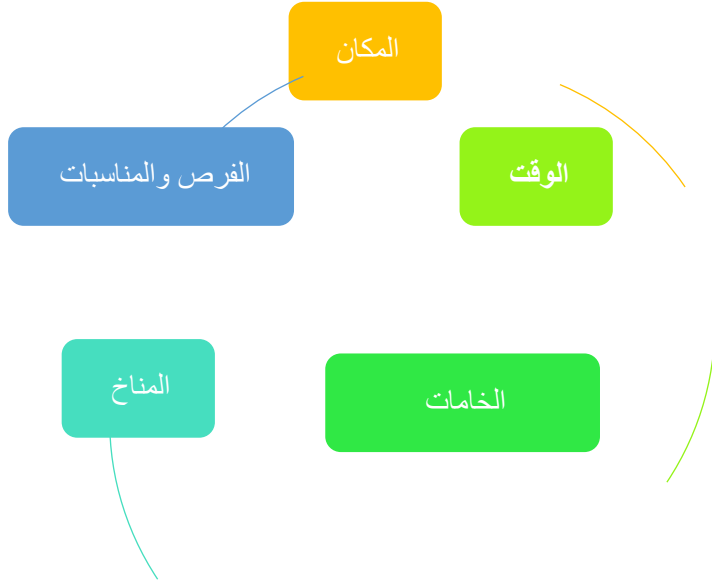 المكان
الوقت
الفرص والمناسبات
الخامات
المناخ